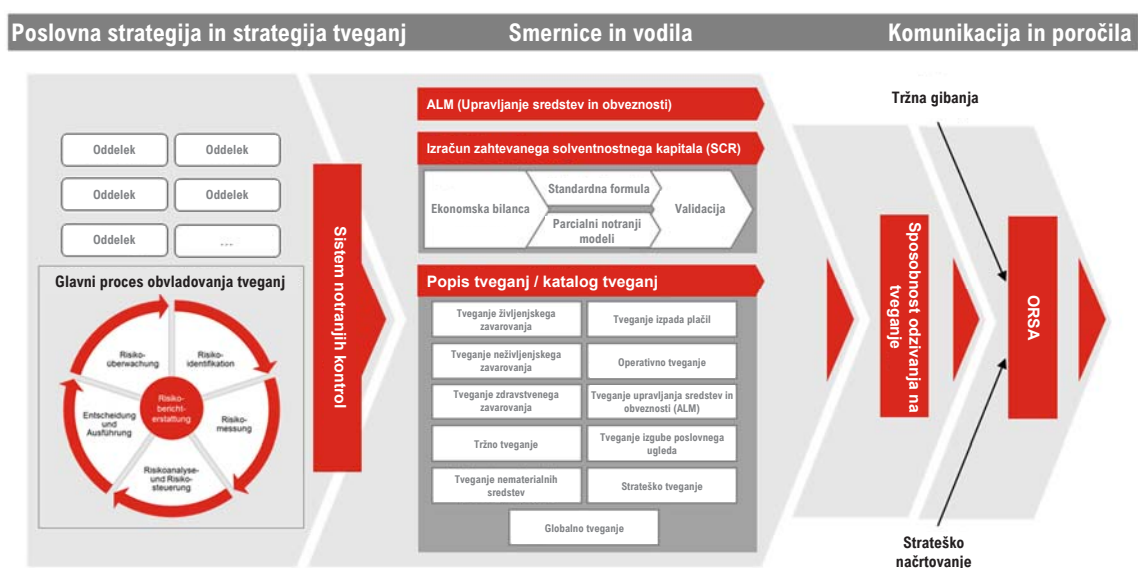 Poslovna strategija in strategija tveganj
Smernice in vodila
Komunikacija in poročila
Oddelek
Oddelek
Oddelek
Oddelek
Oddelek
...
Glavni proces obvladovanja tveganj
Risiko-
überwachung
Risiko-
identifikation
Risiko-
bericht-
erstattung
Entscheidung
und
Ausführung
Risiko-
messung
Risikoanalyse-
und Risiko-
steuerung
Sistem notranjih kontrol
ALM (Upravljanje sredstev in obveznosti)
Izračun zahtevanega solventnostnega kapitala (SCR)
Ekonomska bilanca
Standardna formula
Parcialni notranji
modeli
Validacija
Popis tveganj / katalog tveganj
Tveganje življenjskega
zavarovanja
Tveganje izpada plačil
Tveganje neživljenjskega
zavarovanja
Operativno tveganje
Tveganje zdravstvenega
zavarovanja
Tveganje upravljanja sredstev in
obveznosti (ALM)
Tržno tveganje
Tveganje izgube poslovnega
ugleda
Tveganje nematerialnih
sredstev
Strateško tveganje
Globalno tveganje
Sposobnost odzivanja na
tveganje
Tržna gibanja
ORSA
Strateško
načrtovanje